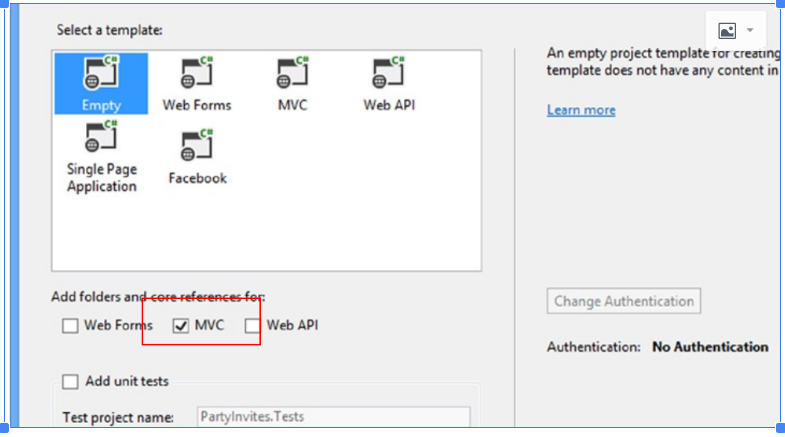 Select a template:
An empty project template for creating
template does not have any content in
C#
C#
C#
C#
Empty
Web Forms
MVC
Web API
Learn more
C#
C#
Single Page
Application
Facebook
Add folders and core references for:
Change Authentication
Web Forms
MVC
Web API
Authentication: No Authentication
Add unit tests
Test project name:
PartyInvites.Tests